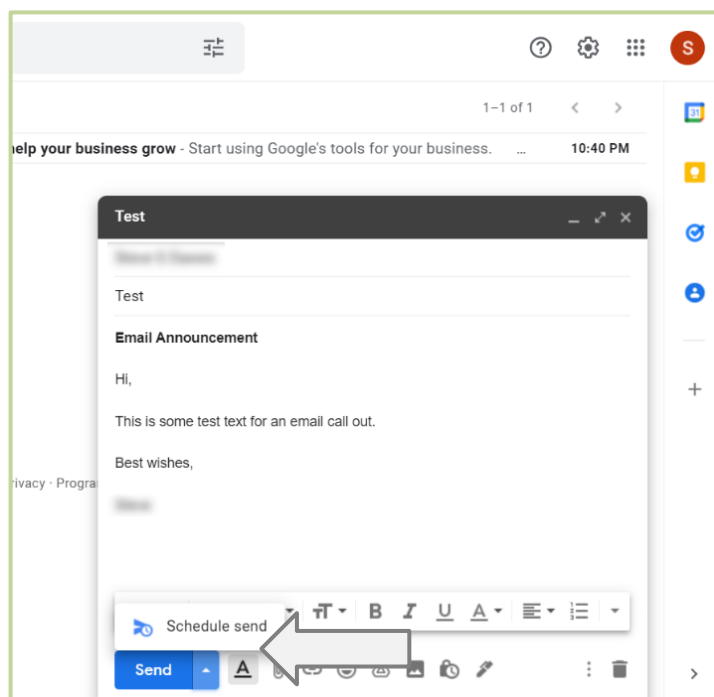 S
1–1 of 1
help your business grow - Start using Google's tools for your business. ... 10:40 PM
31
Test
Test
Email Announcement
Hi,
This is some test text for an email call out.
Best wishes,
rivacy · Progra
Schedule send
Send